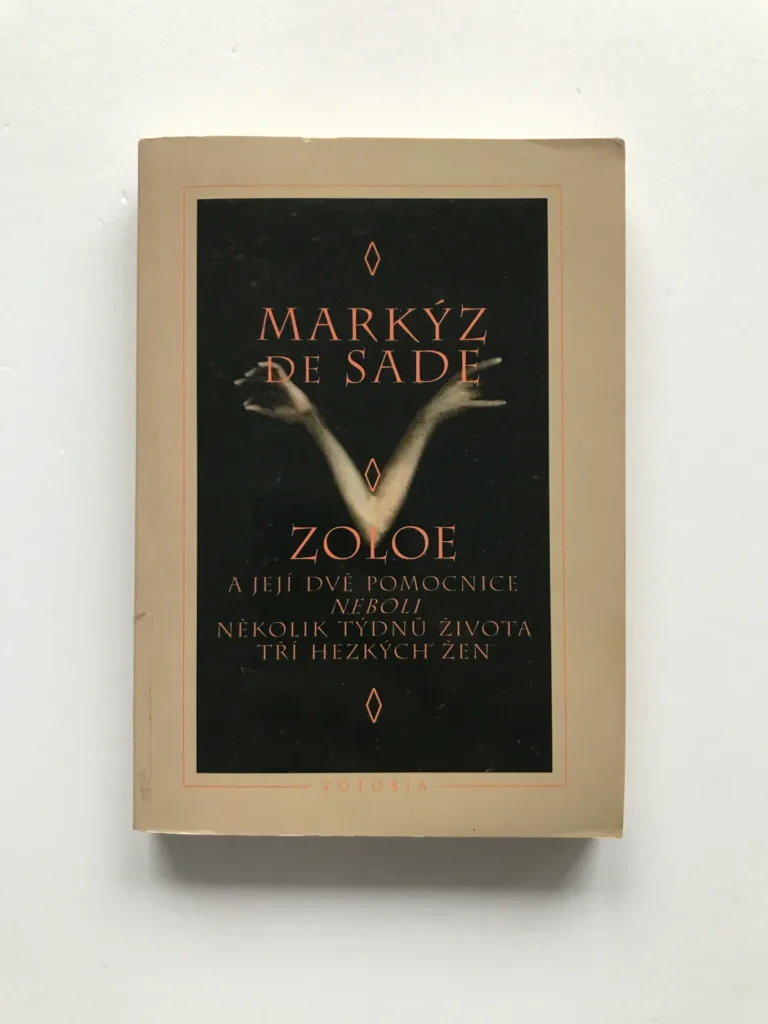 MARKÝZ
DE SADE
ZOLOE
A JEJÍ DVĚ POMOCNICE
NEBOLI
NĚKOLIK TÝDNŮ ŽIVOTA
TŘÍ HEZKÝCH ŽEN
VOTOBIA